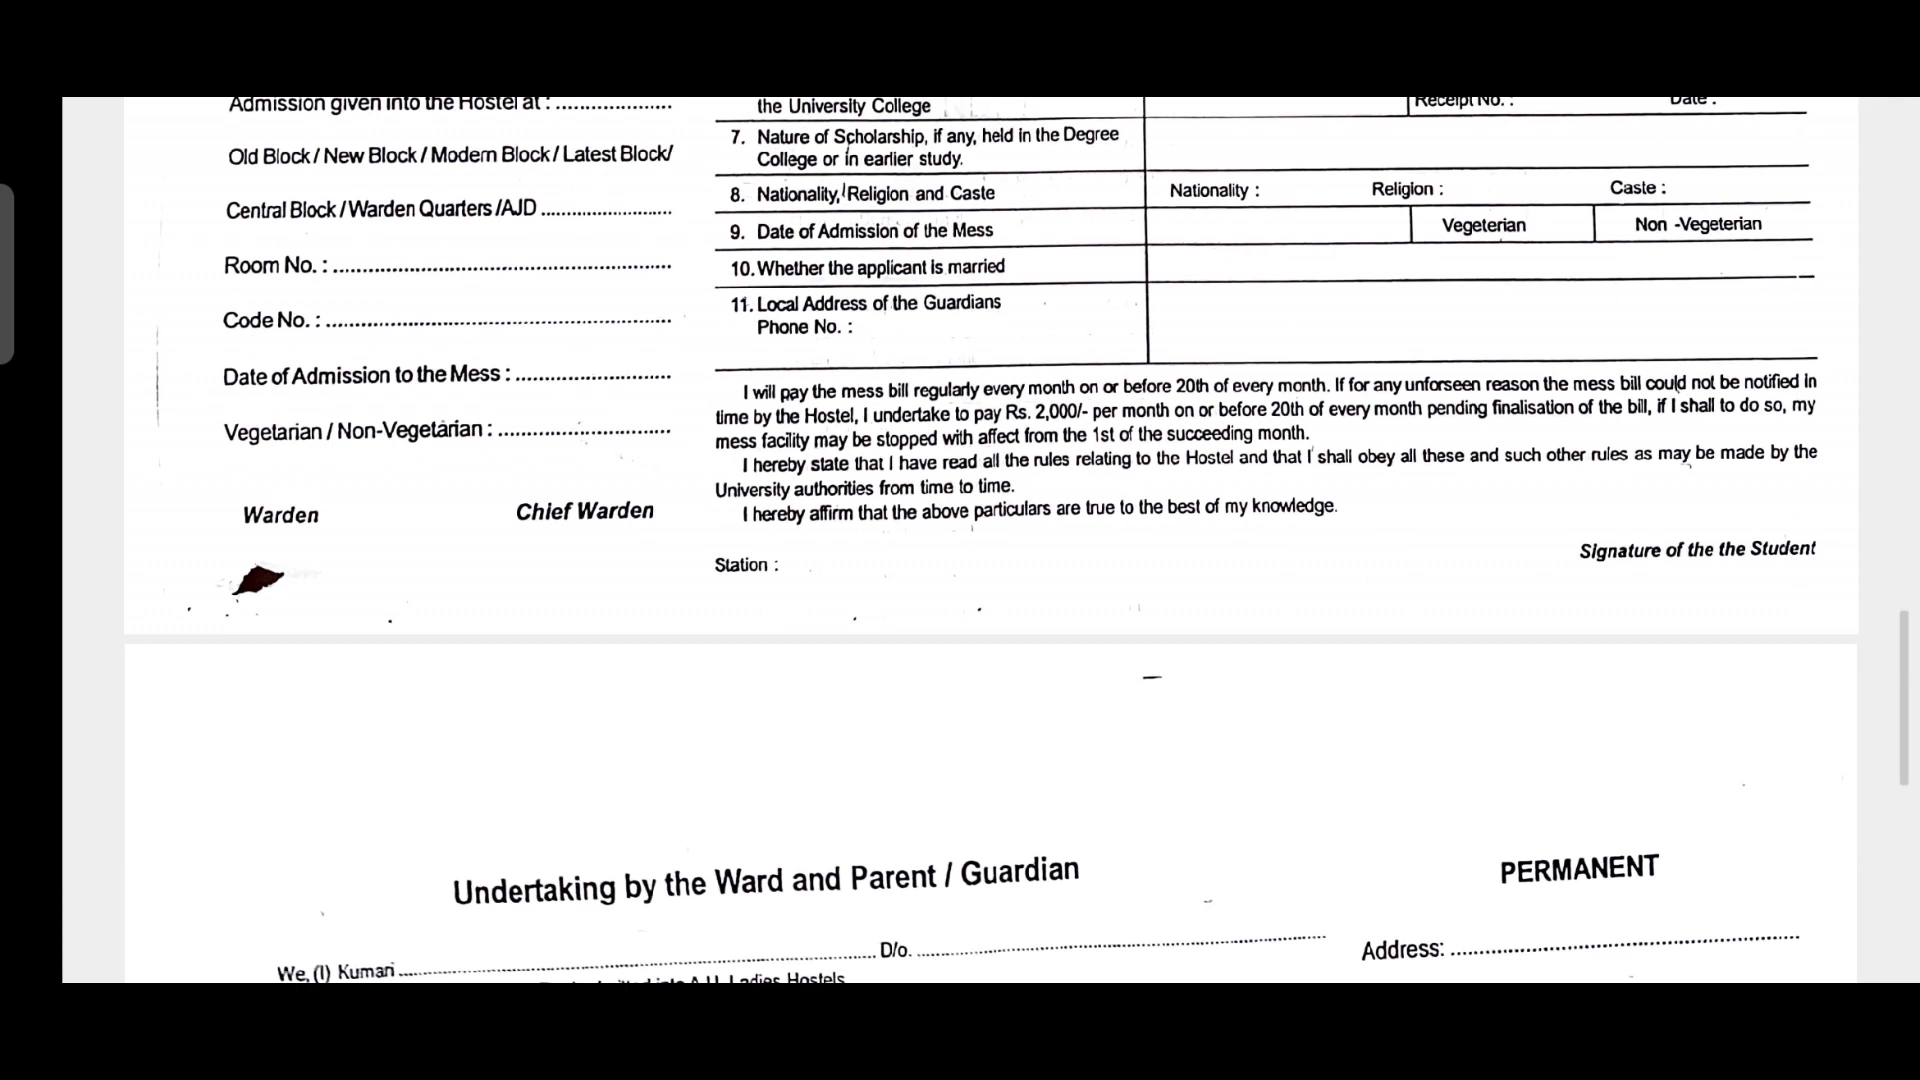 Admission given into the Hostel at : .....................
Old Block / New Block / Modern Block / Latest Block/
Central Block / Warden Quarters /AJD .......................
Room No. : ...........................................................
Code No. : ............................................................
Date of Admission to the Mess : ...........................
Vegetarian / Non-Vegetarian : ..............................
Warden Chief Warden
the University College Receipt No. : Date :
7. Nature of Scholarship, if any, held in the Degree
College or in earlier study.
8. Nationality, Religion and Caste Nationality : Religion : Caste :
9. Date of Admission of the Mess Vegeterian Non -Vegeterian
10. Whether the applicant is married
11. Local Address of the Guardians
Phone No. :
I will pay the mess bill regularly every month on or before 20th of every month. If for any unforseen reason the mess bill could not be notified in
time by the Hostel, I undertake to pay Rs. 2,000/- per month on or before 20th of every month pending finalisation of the bill, if I shall to do so, my
mess facility may be stopped with affect from the 1st of the succeeding month.
I hereby state that I have read all the rules relating to the Hostel and that I shall obey all these and such other rules as may be made by the
University authorities from time to time.
I hereby affirm that the above particulars are true to the best of my knowledge.
Signature of the the Student
Station :
Undertaking by the Ward and Parent / Guardian PERMANENT
We, (I) Kumari .................... D/o. .................... Address: ....................
Ladies Hostels